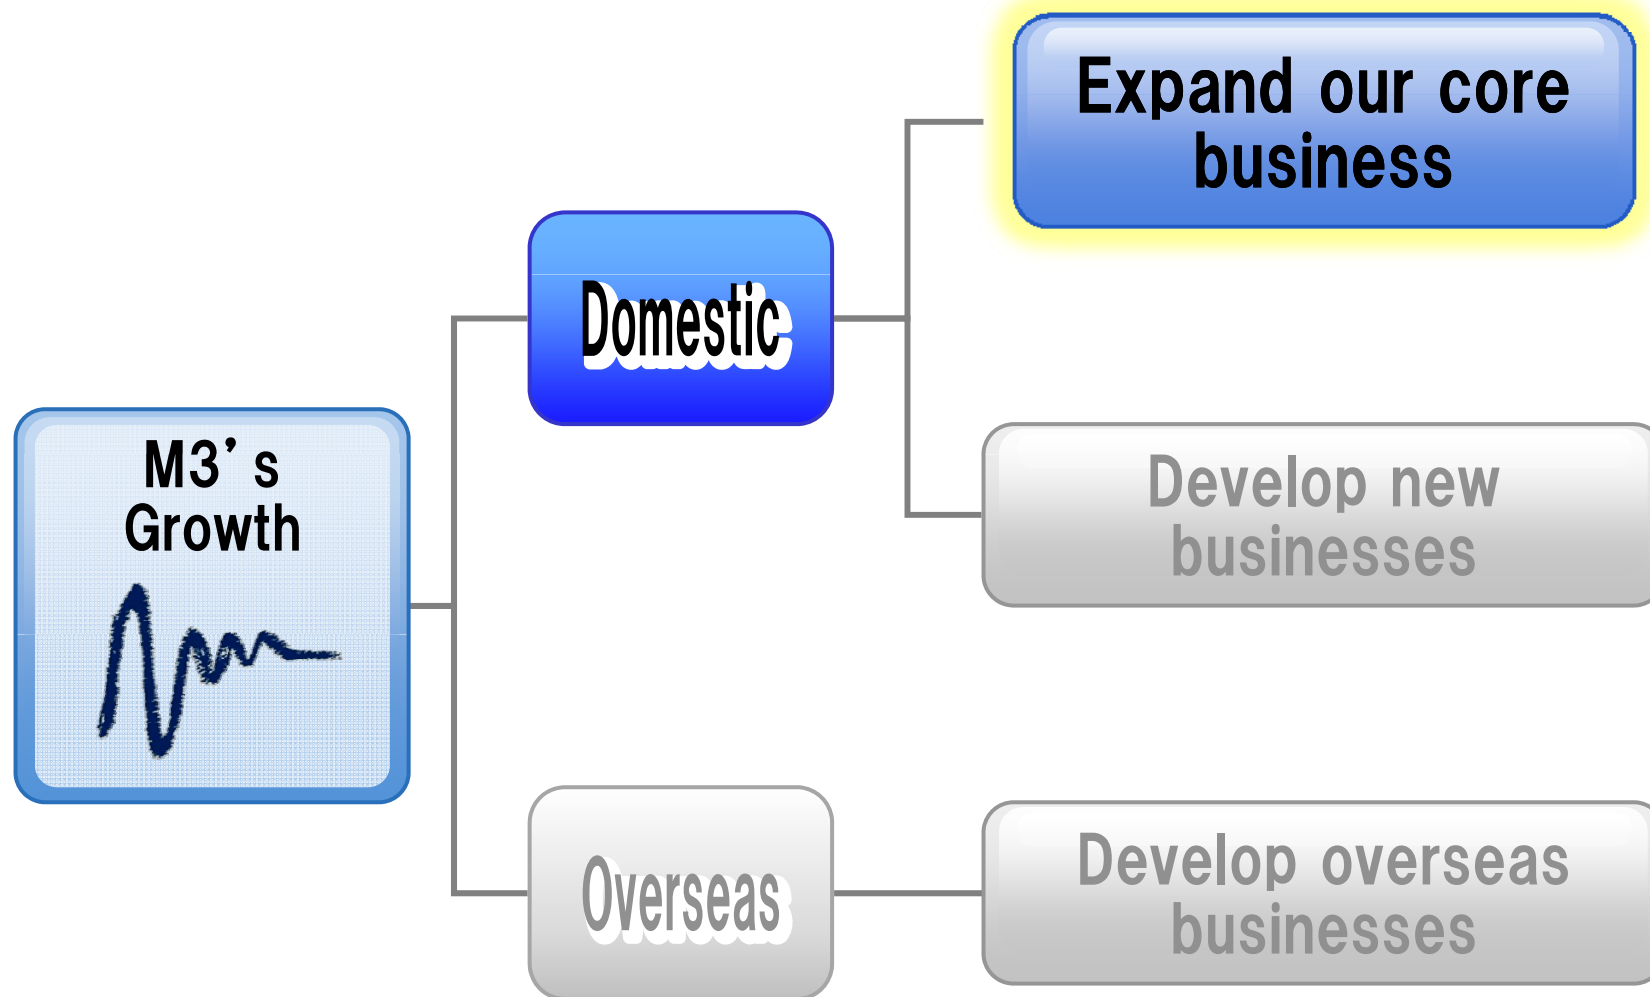 Expand our core
business
Domestic
M3’s
Growth
Develop new
businesses
Overseas
Develop overseas
businesses